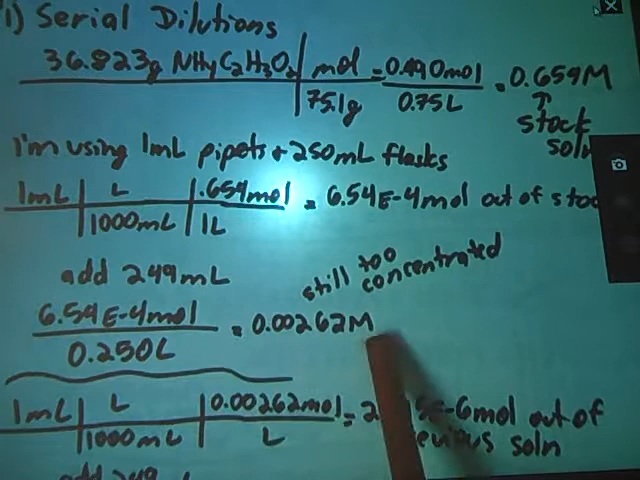 1) Serial Dilutions
36.823g NH4C2H3O2 | mol = 0.490mol = 0.654M
75.1g 0.75L
↑
stock
soln
I'm using 1mL pipets + 250mL flasks
1mL | L | .654mol = 6.54E-4mol out of
1000mL | 1L
add 249mL
still too
concentrated
6.54E-4mol = 0.00262M
0.250L
1mL | L | 0.00262mol = E-6mol out of
1000mL | L soln
add 249